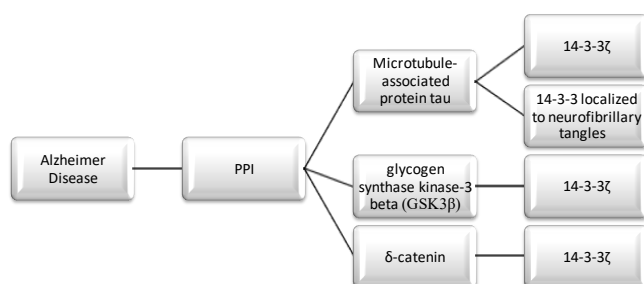 Alzheimer
Disease
PPI
Microtubule-
associated
protein tau
14-3-3ζ
14-3-3 localized
to neurofibrillary
tangles
glycogen
synthase kinase-3
beta (GSK3β)
14-3-3ζ
δ-catenin
14-3-3ζ